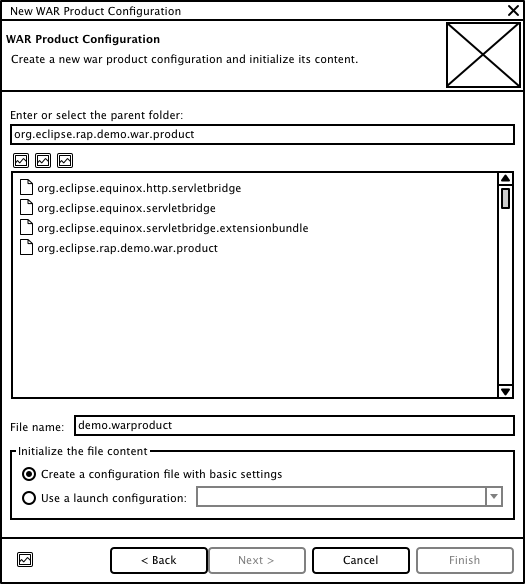 New WAR Product Configuration
WAR Product Configuration
Create a new war product configuration and initialize its content.
Enter or select the parent folder:
org.eclipse.rap.demo.war.product
org.eclipse.equinox.http.servletbridge
org.eclipse.equinox.servletbridge
org.eclipse.equinox.servletbridge.extensionbundle
org.eclipse.rap.demo.war.product
File name: demo.warproduct
Initialize the file content
Create a configuration file with basic settings
Use a launch configuration:
< Back Next > Cancel Finish